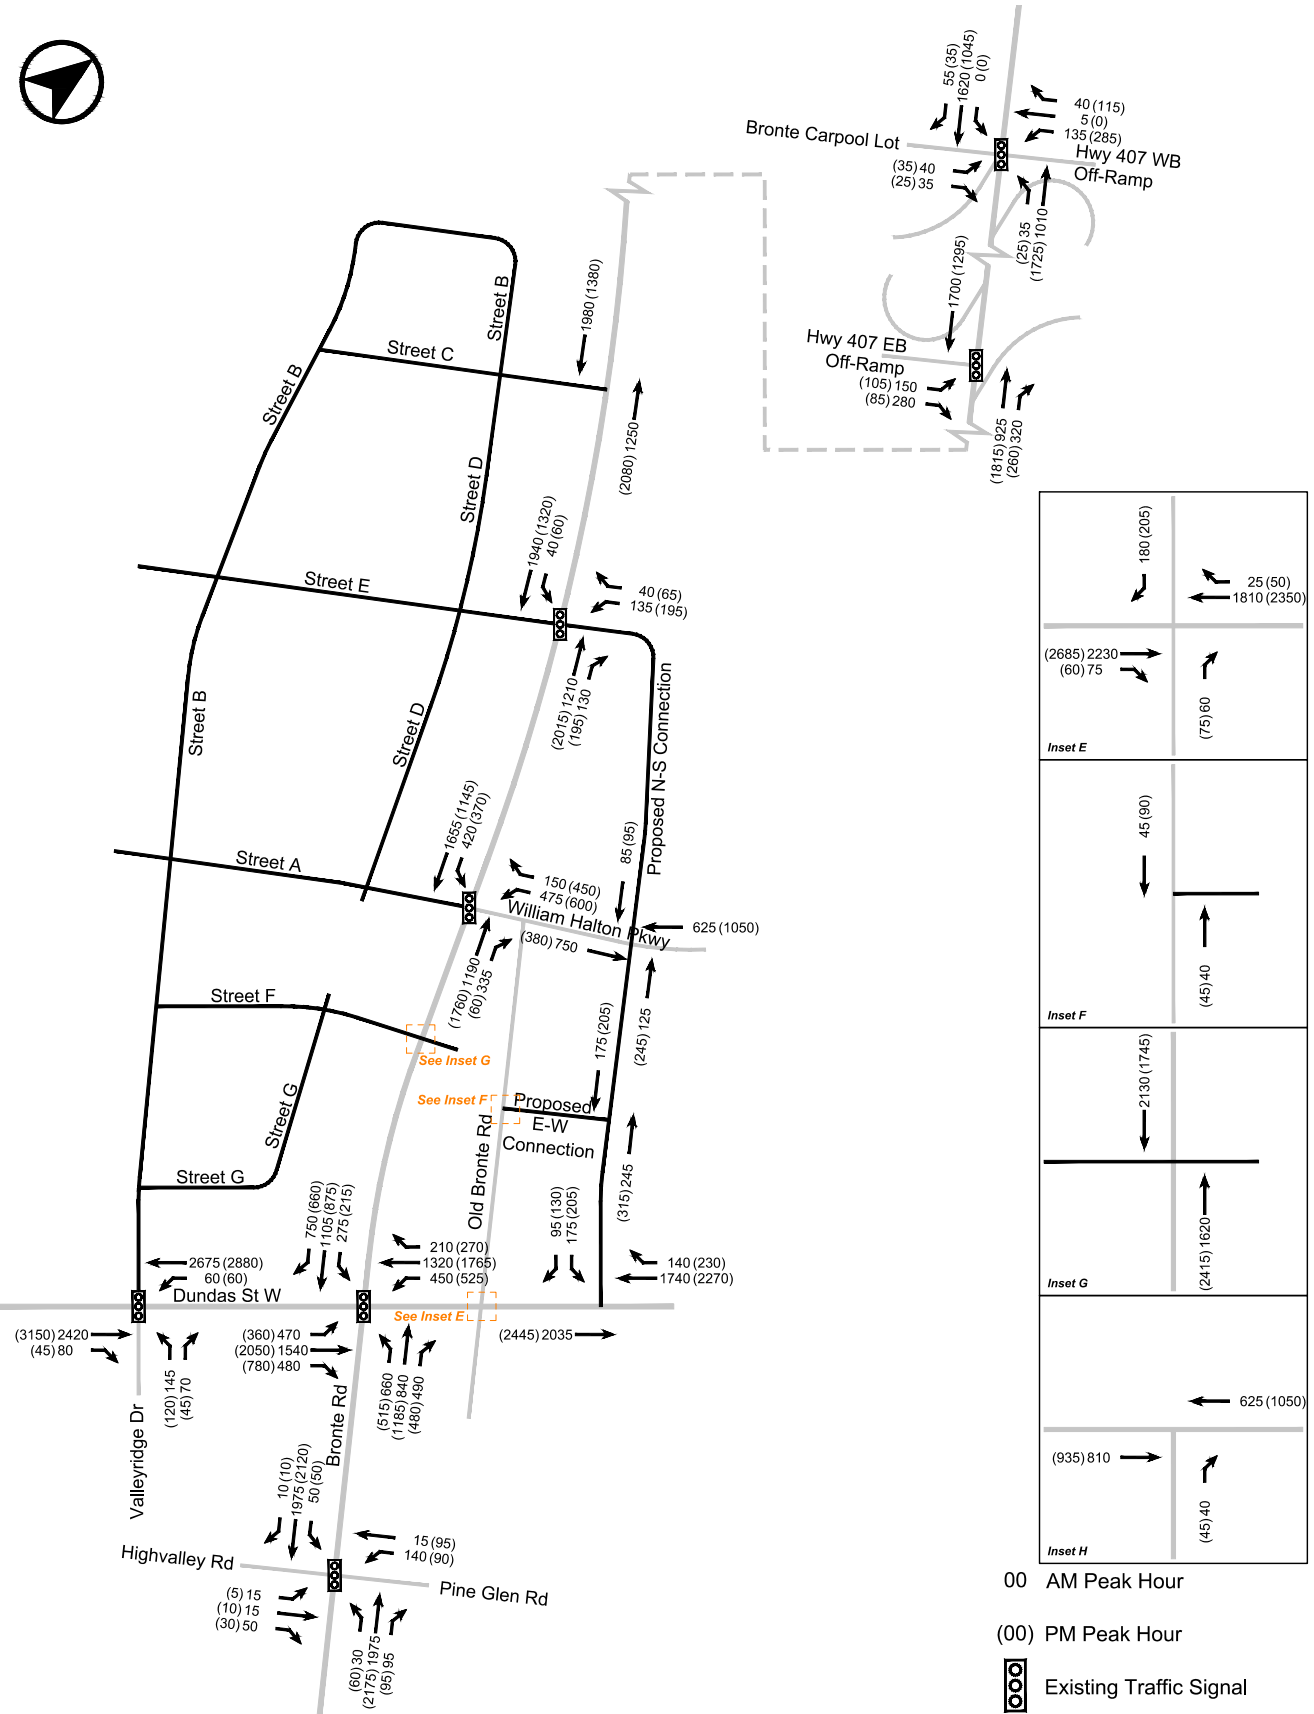 55 (35)
1620 (1045)
0 (0)
40 (115)
5 (0)
135 (285)
Bronte Carpool Lot
Hwy 407 WB
Off-Ramp
(35) 40
(25) 35
(25) 35
(1725) 1010
1700 (1295)
Hwy 407 EB
Off-Ramp
(105) 150
(85) 280
(1815) 925
(260) 320
1980 (1380)
Street B
Street C
Street B
(2080) 1250
Street D
1940 (1320)
40 (60)
Street E
40 (65)
135 (195)
(2015) 1210
(195) 130
Street B
Street D
Proposed N-S Connection
1655 (1145)
420 (370)
85 (95)
Street A
150 (450)
475 (600)
William Halton Pkwy
625 (1050)
(380) 750
(1760) 1190
(60) 335
Street F
See Inset G
175 (205)
(245) 125
See Inset F
Proposed
E-W
Connection
Street G
Old Bronte Rd
Street G
(315) 245
750 (660)
1105 (875)
275 (215)
210 (270)
1320 (1765)
450 (525)
95 (130)
175 (205)
140 (230)
1740 (2270)
2675 (2880)
60 (60)
Dundas St W
See Inset E
(3150) 2420
(45) 80
(360) 470
(2050) 1540
(780) 480
(2445) 2035
(120) 145
(45) 70
(515) 660
(1185) 840
(480) 490
Valleyridge Dr
Bronte Rd
10 (10)
1975 (2120)
50 (50)
15 (95)
140 (90)
Highvalley Rd
Pine Glen Rd
(5) 15
(10) 15
(30) 50
(60) 30
(2175) 1975
(95) 95
180 (205)
25 (50)
1810 (2350)
(2685) 2230
(60) 75
(75) 60
Inset E
45 (90)
(45) 40
Inset F
2130 (1745)
(2415) 1620
Inset G
625 (1050)
(935) 810
(45) 40
Inset H
00 AM Peak Hour
(00) PM Peak Hour
Existing Traffic Signal